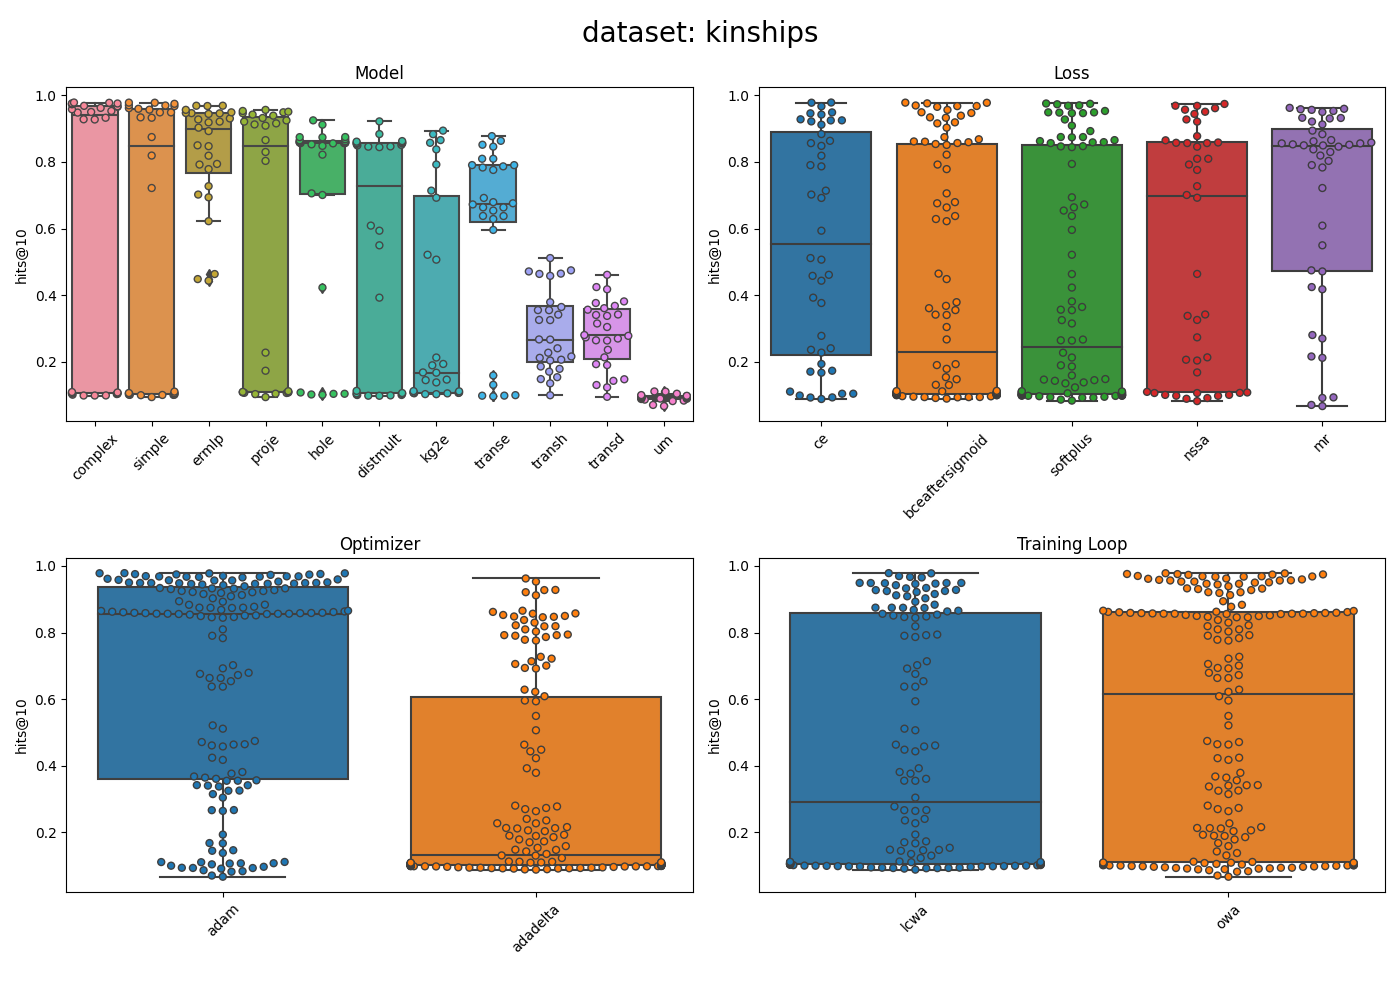 dataset: kinships
Model
hits@10
1.0
0.8
0.6
0.4
0.2
complex
simple
ermlp
proje
hole
distmult
kg2e
transe
transh
transd
um
Loss
hits@10
1.0
0.8
0.6
0.4
0.2
ce
bceaftersigmoid
softplus
nssa
mr
Optimizer
hits@10
1.0
0.8
0.6
0.4
0.2
adam
adadelta
Training Loop
hits@10
1.0
0.8
0.6
0.4
0.2
lcwa
owa